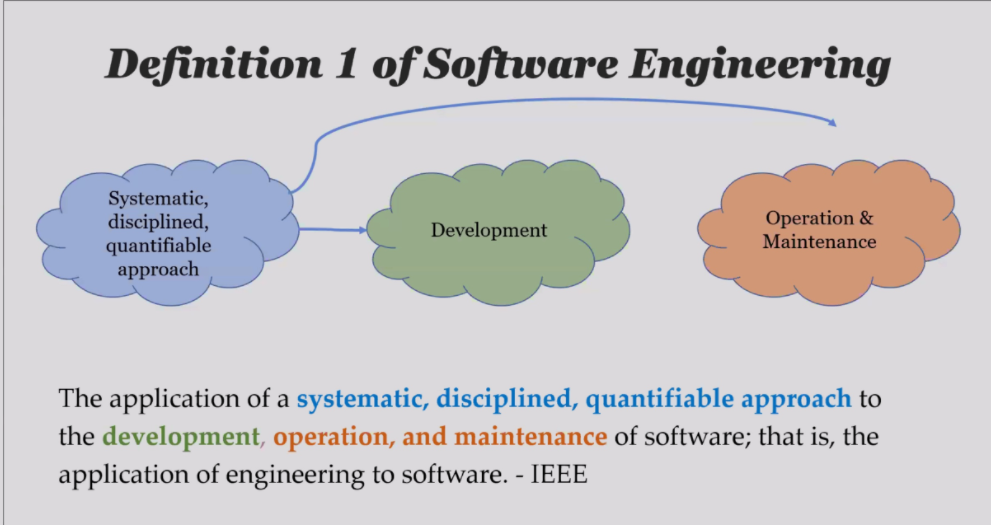 Definition 1 of Software Engineering
Systematic,
disciplined,
quantifiable
approach
Development
Operation &
Maintenance
The application of a systematic, disciplined, quantifiable approach to
the development, operation, and maintenance of software; that is, the
application of engineering to software. - IEEE